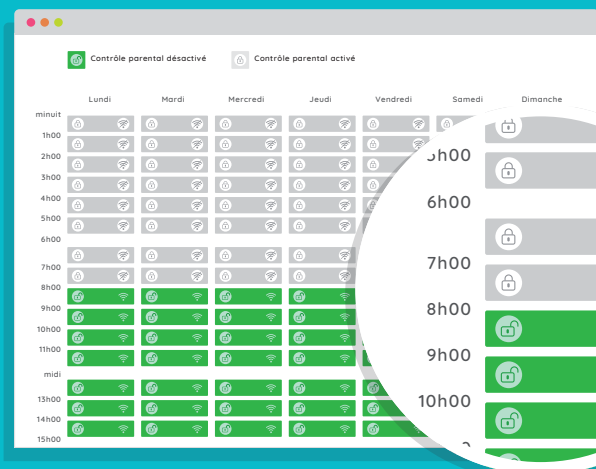 Contrôle parental désactivé
Contrôle parental activé
Lundi Mardi Mercredi Jeudi Vendredi Samedi Dimanche
minuit
1h00
2h00
3h00
4h00
5h00
6h00
7h00
8h00
9h00
10h00
11h00
midi
13h00
14h00
15h00
5h00
6h00
7h00
8h00
9h00
10h00